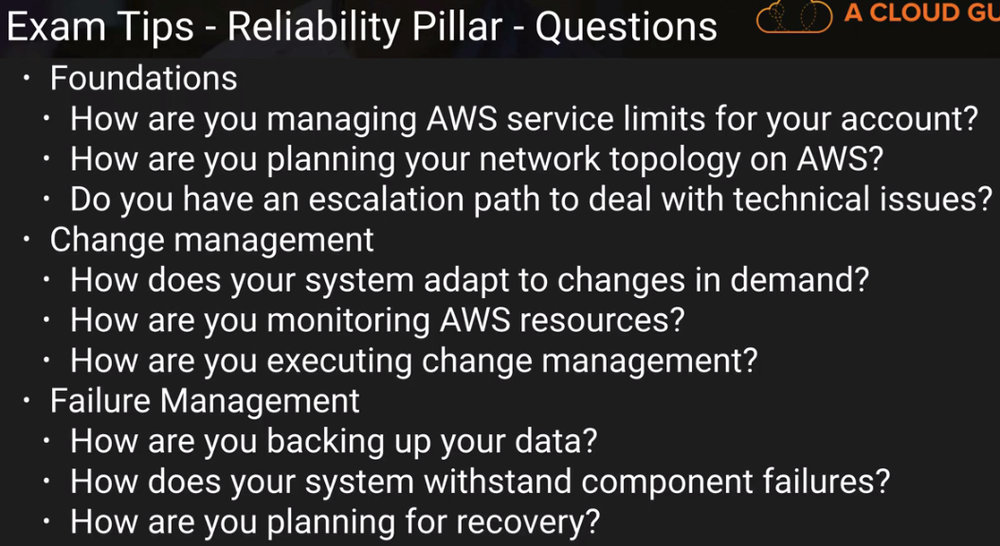 Exam Tips - Reliability Pillar - Questions
A CLOUD GU
• Foundations
• How are you managing AWS service limits for your account?
• How are you planning your network topology on AWS?
• Do you have an escalation path to deal with technical issues?
• Change management
• How does your system adapt to changes in demand?
• How are you monitoring AWS resources?
• How are you executing change management?
• Failure Management
• How are you backing up your data?
• How does your system withstand component failures?
• How are you planning for recovery?